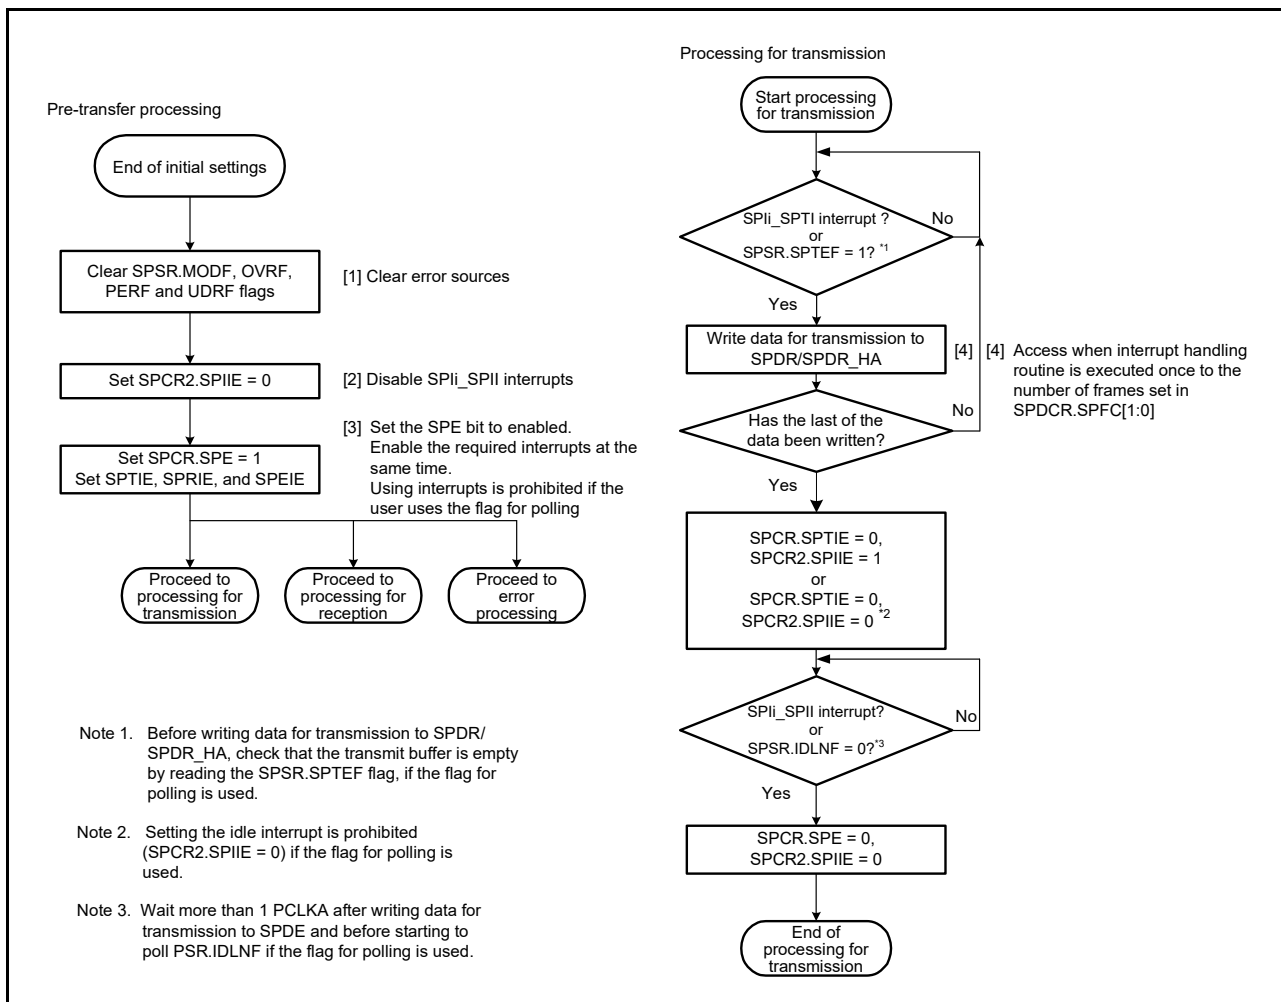 Pre-transfer processing
End of initial settings
Clear SPSR.MODF, OVRF,
PERF and UDRF flags
[1] Clear error sources
Set SPCR2.SPIIE = 0
[2] Disable SPIi_SPII interrupts
Set SPCR.SPE = 1
Set SPTIE, SPRIE, and SPEIE
[3] Set the SPE bit to enabled.
Enable the required interrupts at the
same time.
Using interrupts is prohibited if the
user uses the flag for polling
Proceed to
processing for
transmission
Proceed to
processing for
reception
Proceed to
error
processing
Note 1. Before writing data for transmission to SPDR/
SPDR_HA, check that the transmit buffer is empty
by reading the SPSR.SPTEF flag, if the flag for
polling is used.
Note 2. Setting the idle interrupt is prohibited
(SPCR2.SPIIE = 0) if the flag for polling is
used.
Note 3. Wait more than 1 PCLKA after writing data for
transmission to SPDE and before starting to
poll PSR.IDLNF if the flag for polling is used.
Processing for transmission
Start processing
for transmission
SPIi_SPTI interrupt ?
or
SPSR.SPTEF = 1? *1
No
Yes
Write data for transmission to
SPDR/SPDR_HA
[4]
[4] Access when interrupt handling
routine is executed once to the
number of frames set in
SPDCR.SPFC[1:0]
Has the last of the
data been written?
No
Yes
SPCR.SPTIE = 0,
SPCR2.SPIIE = 1
or
SPCR.SPTIE = 0,
SPCR2.SPIIE = 0 *2
SPIi_SPII interrupt?
or
SPSR.IDLNF = 0?*3
No
Yes
SPCR.SPE = 0,
SPCR2.SPIIE = 0
End of
processing for
transmission